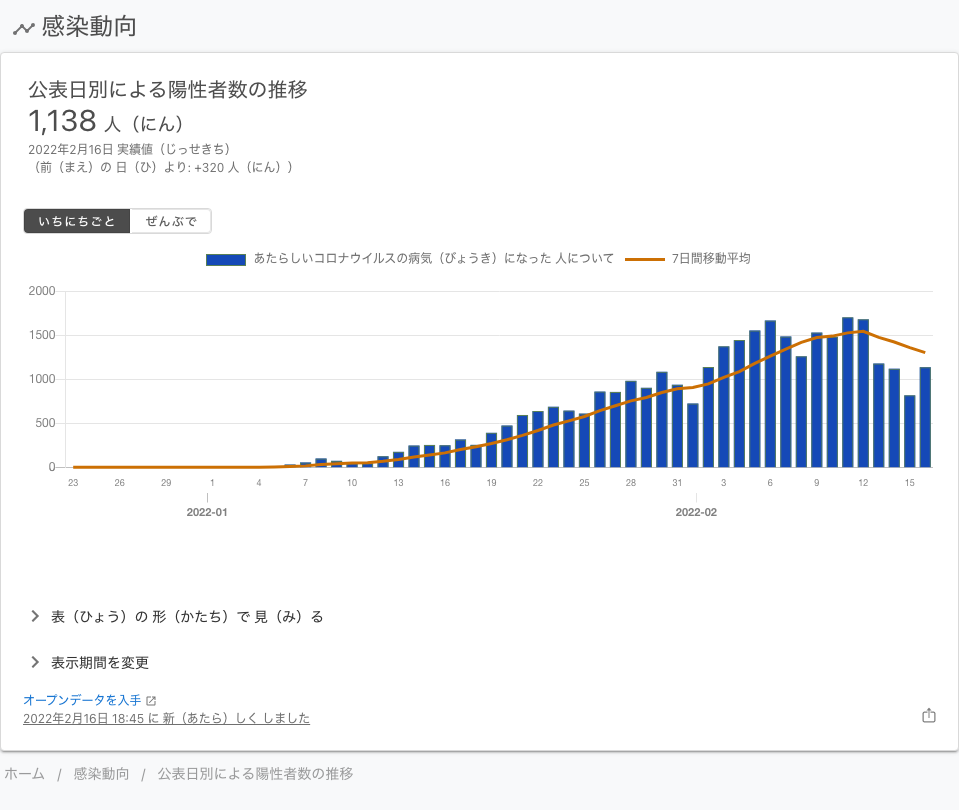 感染動向
公表日別による陽性者数の推移
1,138 人（にん）
2022年2月16日 実績値（じっせきち）
（前（まえ）の 日（ひ）より: +320 人（にん））
いちにちごと ぜんぶで
あたらしいコロナウイルスの病気（びょうき）になった 人について 7日間移動平均
2000
1500
1000
500
0
23 26 29 1 4 7 10 13 16 19 22 25 28 31 3 6 9 12 15
2022-01 2022-02
表（ひょう）の 形（かたち）で 見（み）る
表示期間を変更
オープンデータを入手
2022年2月16日 18:45 に 新（あたら）しく しました
ホーム / 感染動向 / 公表日別による陽性者数の推移